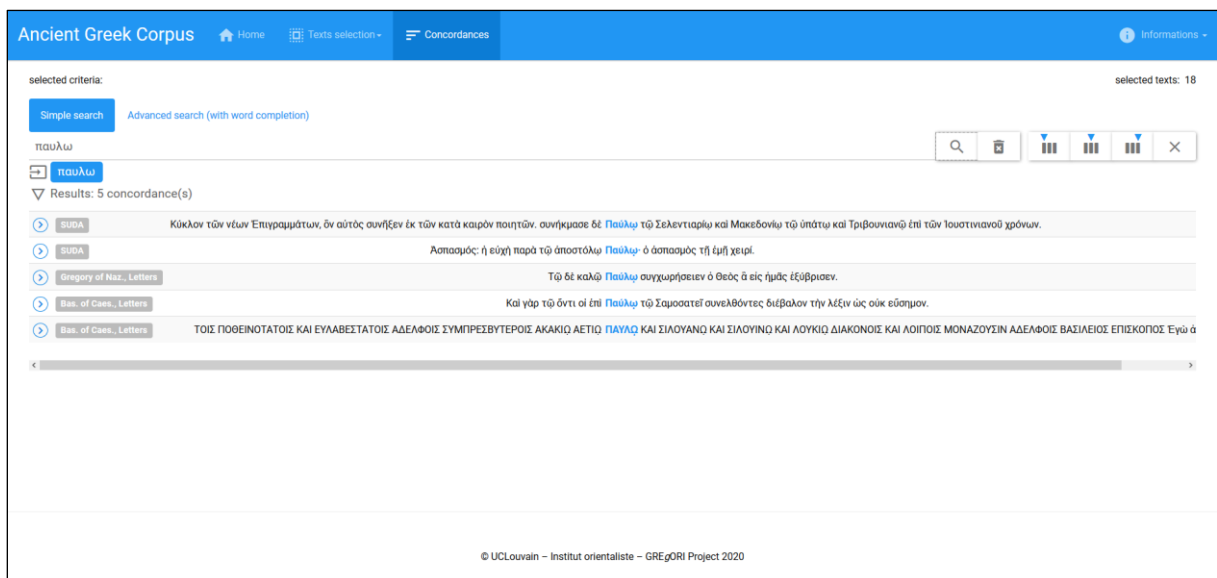 Ancient Greek Corpus Home Texts selection Concordances Informations
selected criteria: selected texts: 18
Simple search Advanced search (with word completion)
παυλω
παυλω
Results: 5 concordance(s)
SUDA Κύκλον τῶν νέων Ἐπιγραμμάτων, ὃν αὐτὸς συνῆξεν ἐκ τῶν κατὰ καιρὸν ποιητῶν. συνήκμασε δὲ Παύλῳ τῷ Σελεντιαρίῳ καὶ Μακεδονίῳ τῷ ὑπάτῳ καὶ Τριβουνιανῷ ἐπὶ τῶν Ἰουστινιανοῦ χρόνων.
SUDA Ἀσπασμός: ἡ εὐχὴ παρὰ τῷ ἀποστόλῳ Παύλῳ· ὁ ἀσπασμὸς τῇ ἐμῇ χειρί.
Gregory of Naz., Letters Τῷ δὲ καλῷ Παύλῳ συγχωρήσειεν ὁ Θεὸς ἃ εἰς ἡμᾶς ἐξύβρισεν.
Bas. of Caes., Letters Καὶ γὰρ τῷ ὄντι οἱ ἐπὶ Παύλῳ τῷ Σαμοσατεῖ συνελθόντες διέβαλον τὴν λέξιν ὡς οὐκ εὔσημον.
Bas. of Caes., Letters ΤΟΙΣ ΠΟΘΕΙΝΟΤΑΤΟΙΣ ΚΑΙ ΕΥΛΑΒΕΣΤΑΤΟΙΣ ΑΔΕΛΦΟΙΣ ΣΥΜΠΡΕΣΒΥΤΕΡΟΙΣ ΑΚΑΚΙῼ ΑΕΤΙῼ ΠΑΥΛῼ ΚΑΙ ΣΙΛΟΥΑΝῼ ΚΑΙ ΣΙΛΟΥΙΝῼ ΚΑΙ ΛΟΥΚΙῼ ΔΙΑΚΟΝΟΙΣ ΚΑΙ ΛΟΙΠΟΙΣ ΜΟΝΑΖΟΥΣΙΝ ΑΔΕΛΦΟΙΣ ΒΑΣΙΛΕΙΟΣ ΕΠΙΣΚΟΠΟΣ Ἐγὼ
© UCLouvain – Institut orientaliste – GREgORI Project 2020